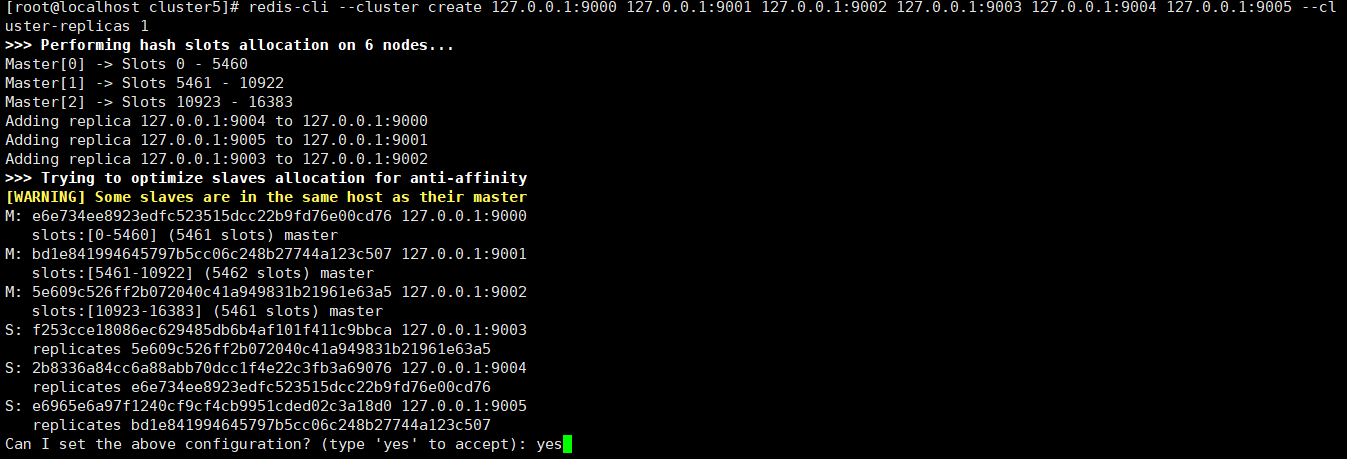 [root@localhost cluster5]# redis-cli --cluster create 127.0.0.1:9000 127.0.0.1:9001 127.0.0.1:9002 127.0.0.1:9003 127.0.0.1:9004 127.0.0.1:9005 --cl
uster-replicas 1
>>> Performing hash slots allocation on 6 nodes...
Master[0] -> Slots 0 - 5460
Master[1] -> Slots 5461 - 10922
Master[2] -> Slots 10923 - 16383
Adding replica 127.0.0.1:9004 to 127.0.0.1:9000
Adding replica 127.0.0.1:9005 to 127.0.0.1:9001
Adding replica 127.0.0.1:9003 to 127.0.0.1:9002
>>> Trying to optimize slaves allocation for anti-affinity
[WARNING] Some slaves are in the same host as their master
M: e6e734ee8923edfc523515dcc22b9fd76e00cd76 127.0.0.1:9000
   slots:[0-5460] (5461 slots) master
M: bd1e841994645797b5cc06c248b27744a123c507 127.0.0.1:9001
   slots:[5461-10922] (5462 slots) master
M: 5e609c526ff2b072040c41a949831b21961e63a5 127.0.0.1:9002
   slots:[10923-16383] (5461 slots) master
S: f253cce18086ec629485db6b4af101f411c9bbca 127.0.0.1:9003
   replicates 5e609c526ff2b072040c41a949831b21961e63a5
S: 2b8336a84cc6a88abb70dcc1f4e22c3fb3a69076 127.0.0.1:9004
   replicates e6e734ee8923edfc523515dcc22b9fd76e00cd76
S: e6965e6a97f1240cf9cf4cb9951cded02c3a18d0 127.0.0.1:9005
   replicates bd1e841994645797b5cc06c248b27744a123c507
Can I set the above configuration? (type 'yes' to accept): yes